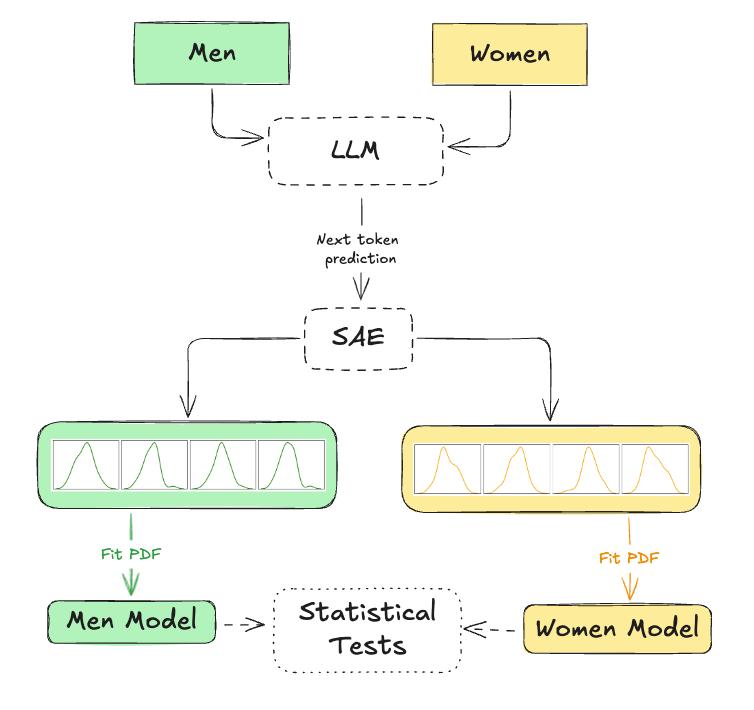 Men
Women
LLM
Next token
prediction
SAE
Fit PDF
Fit PDF
Men Model
Statistical
Tests
Women Model